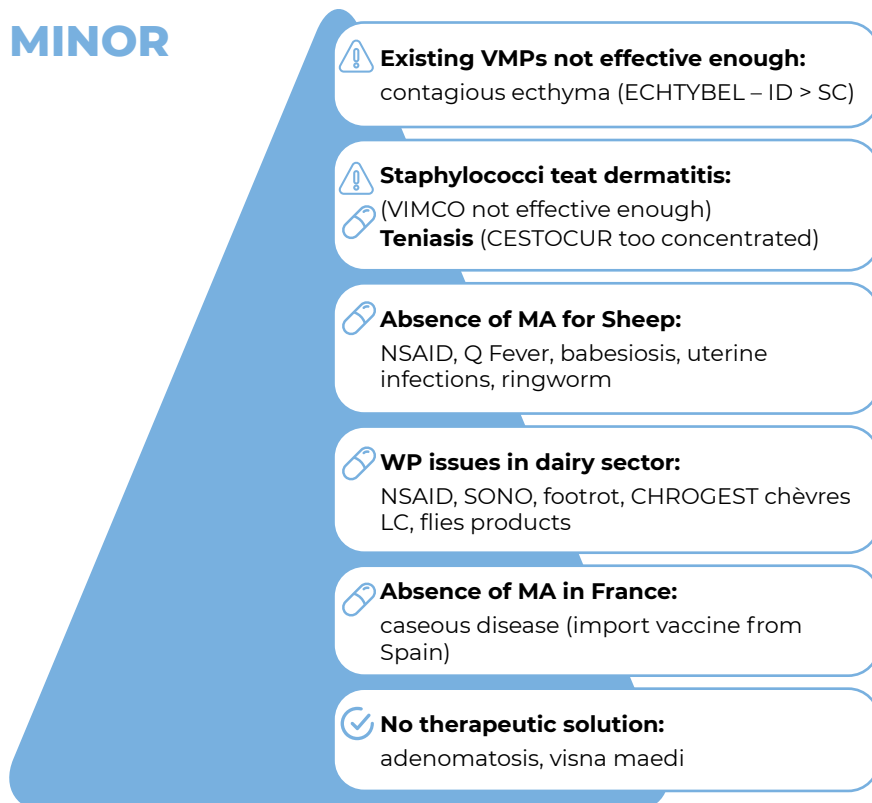 MINOR
Existing VMPs not effective enough:
contagious ecthyma (ECHTYBEL – ID > SC)
Staphylococci teat dermatitis:
(VIMCO not effective enough)
Teniasis (CESTOCUR too concentrated)
Absence of MA for Sheep:
NSAID, Q Fever, babesiosis, uterine
infections, ringworm
WP issues in dairy sector:
NSAID, SONO, footrot, CHROGEST chèvres
LC, flies products
Absence of MA in France:
caseous disease (import vaccine from
Spain)
No therapeutic solution:
adenomatosis, visna maedi